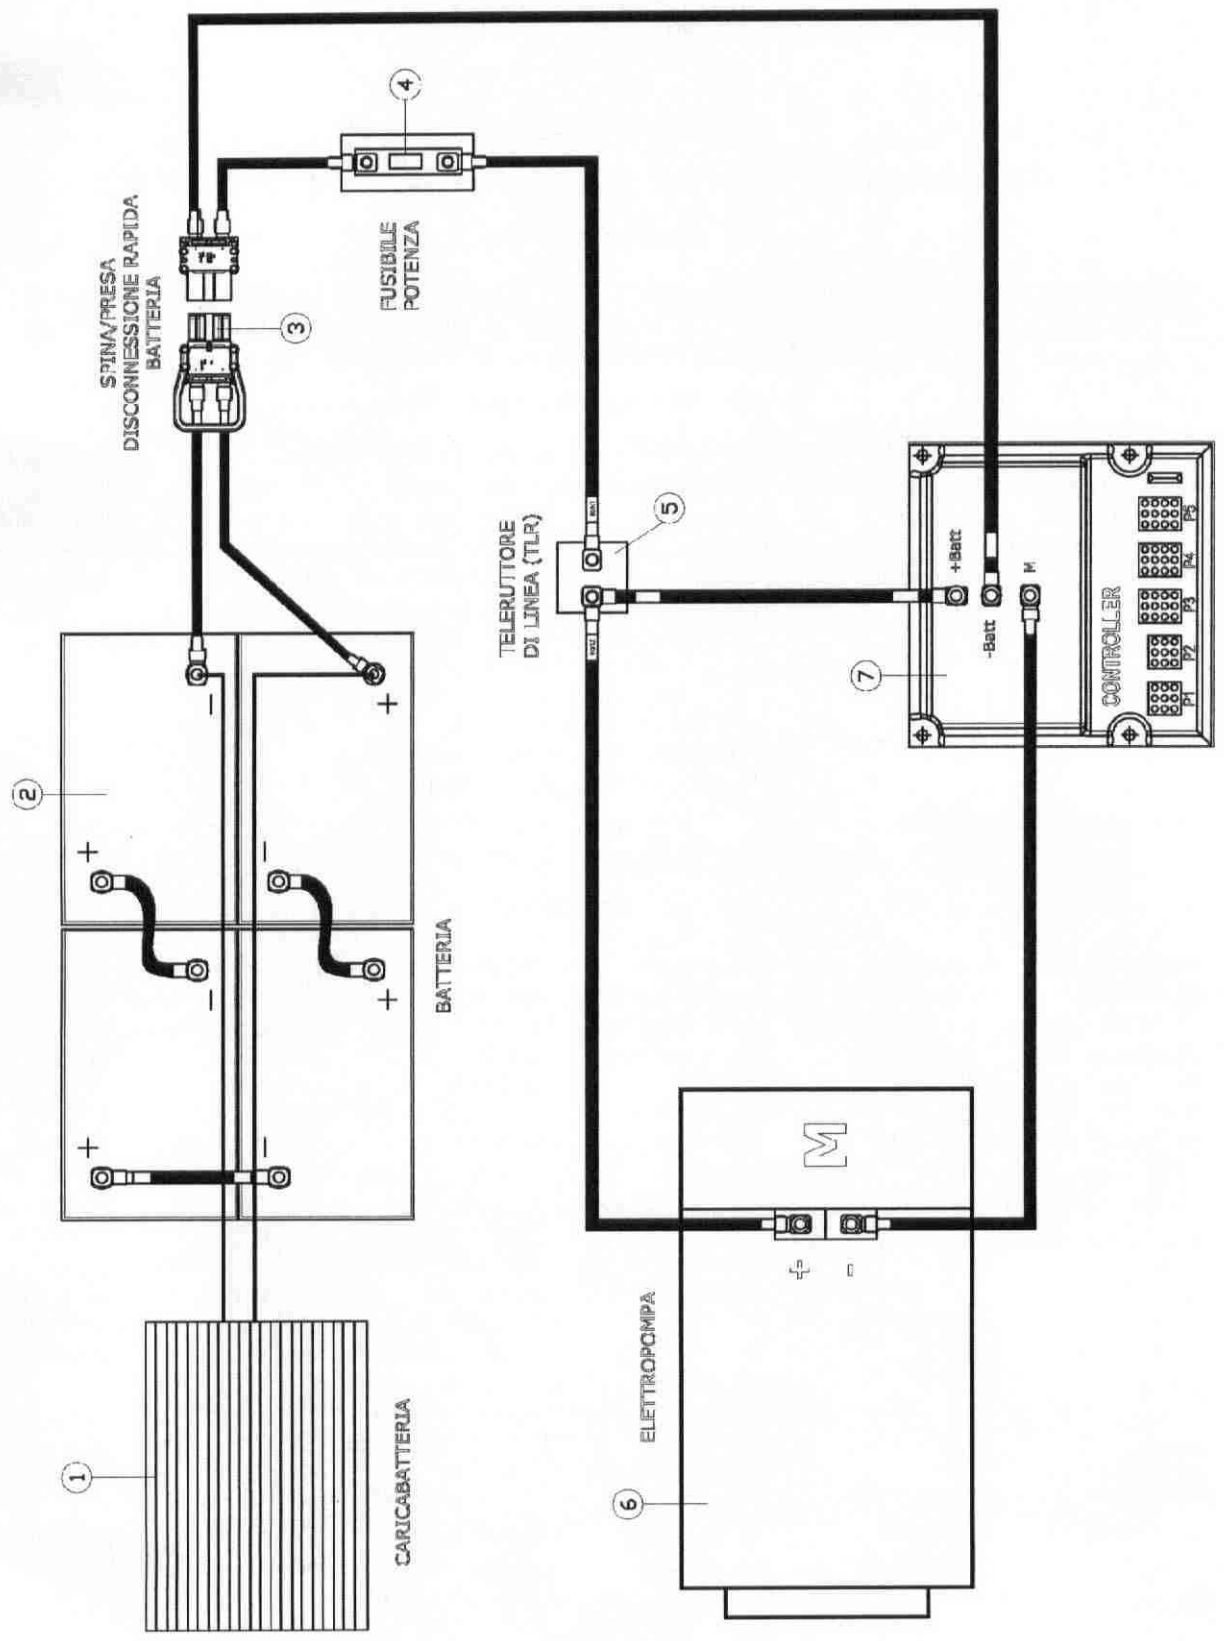 1
CARICABATTERIA
2
+
-
+
-
+
-
+
-
BATTERIA
SPINA/PRESA
DISCONNESSIONE RAPIDA
BATTERIA
3
4
FUSIBILE
POTENZA
TELERUTTORE
DI LINEA (TLR)
5
6
ELETTROPOMPA
+
-
M
7
+Batt
-Batt
M
CONTROLLER
P1
P2
P3
P4
P5